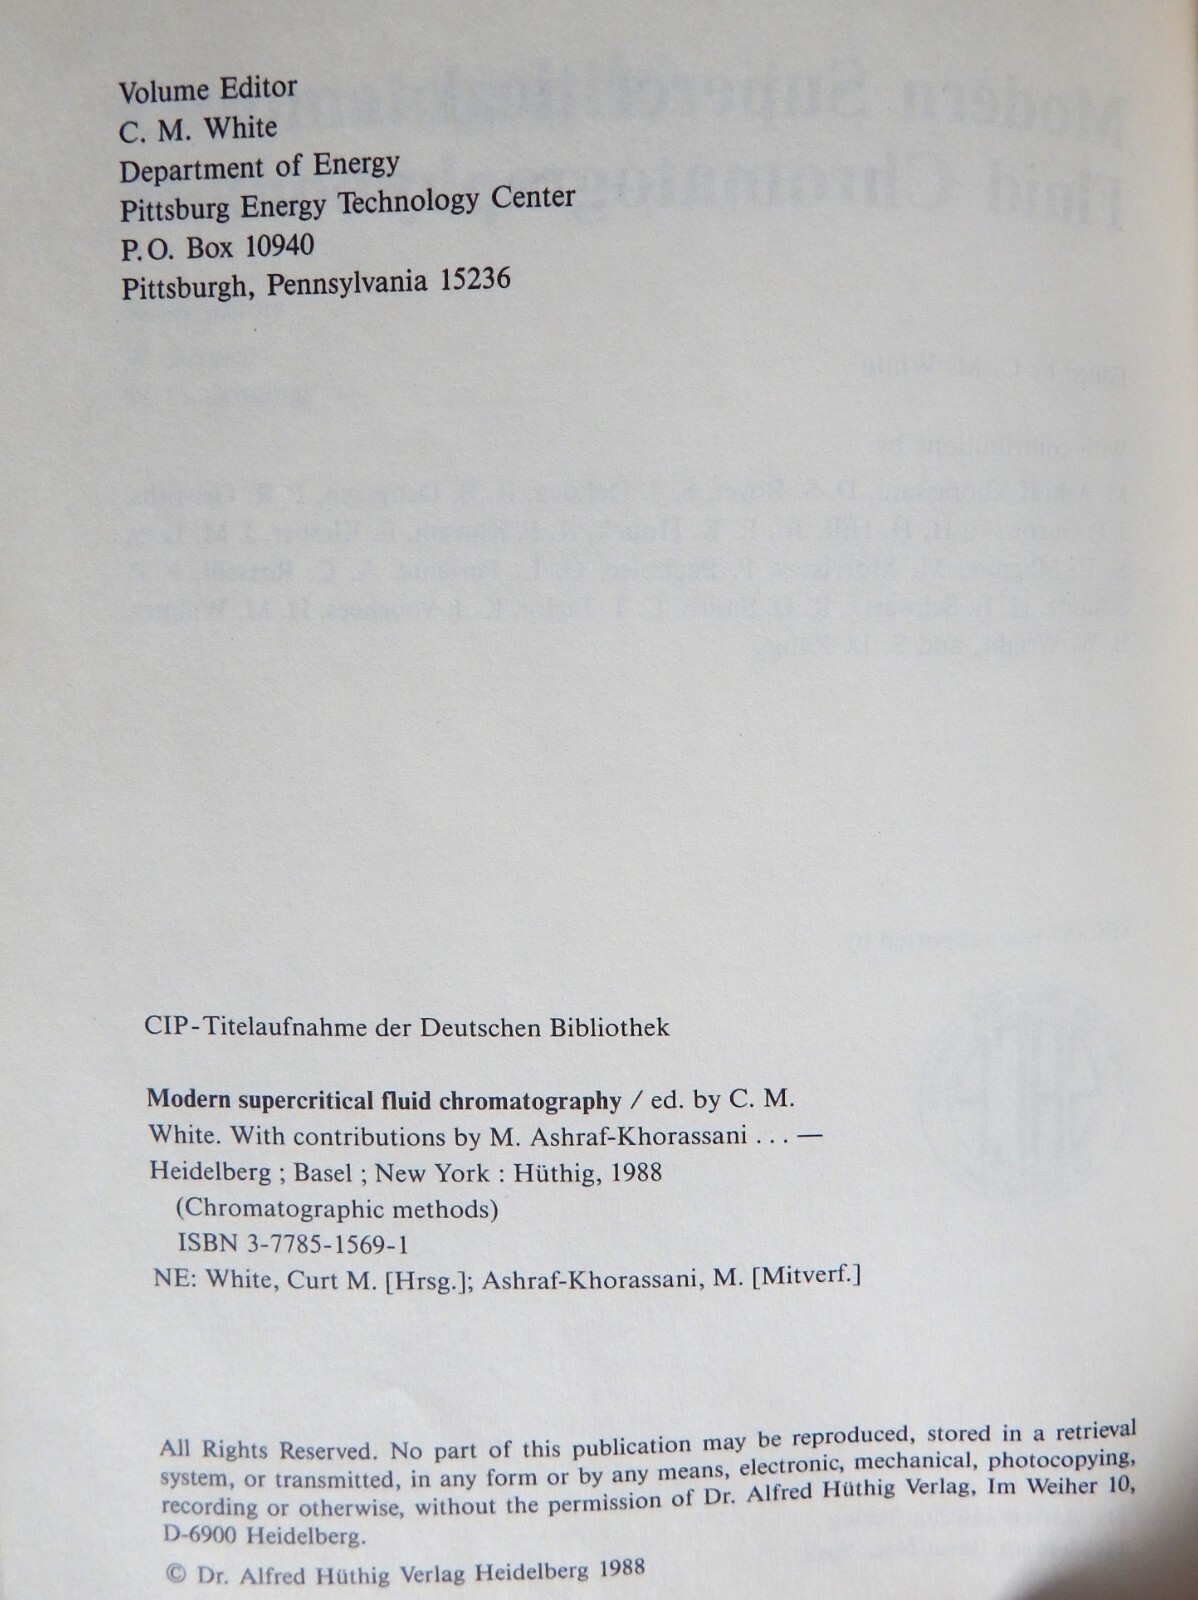 Volume Editor
C. M. White
Department of Energy
Pittsburg Energy Technology Center
P.O. Box 10940
Pittsburgh, Pennsylvania 15236
CIP-Titelaufnahme der Deutschen Bibliothek
Modern supercritical fluid chromatography / ed. by C. M.
White. With contributions by M. Ashraf-Khorassani . . . —
Heidelberg ; Basel ; New York : Hüthig, 1988
(Chromatographic methods)
ISBN 3-7785-1569-1
NE: White, Curt M. [Hrsg.]; Ashraf-Khorassani, M. [Mitverf.]
All Rights Reserved. No part of this publication may be reproduced, stored in a retrieval
system, or transmitted, in any form or by any means, electronic, mechanical, photocopying,
recording or otherwise, without the permission of Dr. Alfred Hüthig Verlag, Im Weiher 10,
D-6900 Heidelberg.
© Dr. Alfred Hüthig Verlag Heidelberg 1988